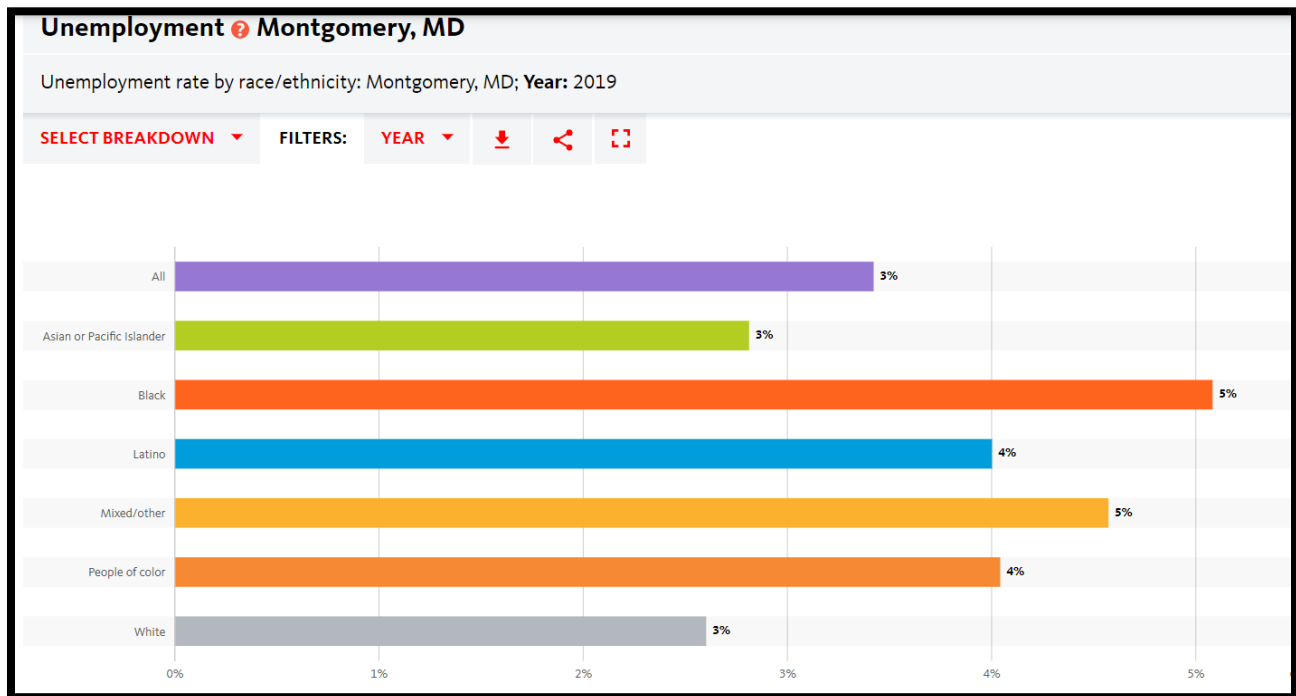 Unemployment ? Montgomery, MD
Unemployment rate by race/ethnicity: Montgomery, MD; Year: 2019
SELECT BREAKDOWN FILTERS: YEAR
All 3%
Asian or Pacific Islander 3%
Black 5%
Latino 4%
Mixed/other 5%
People of color 4%
White 3%
0% 1% 2% 3% 4% 5%